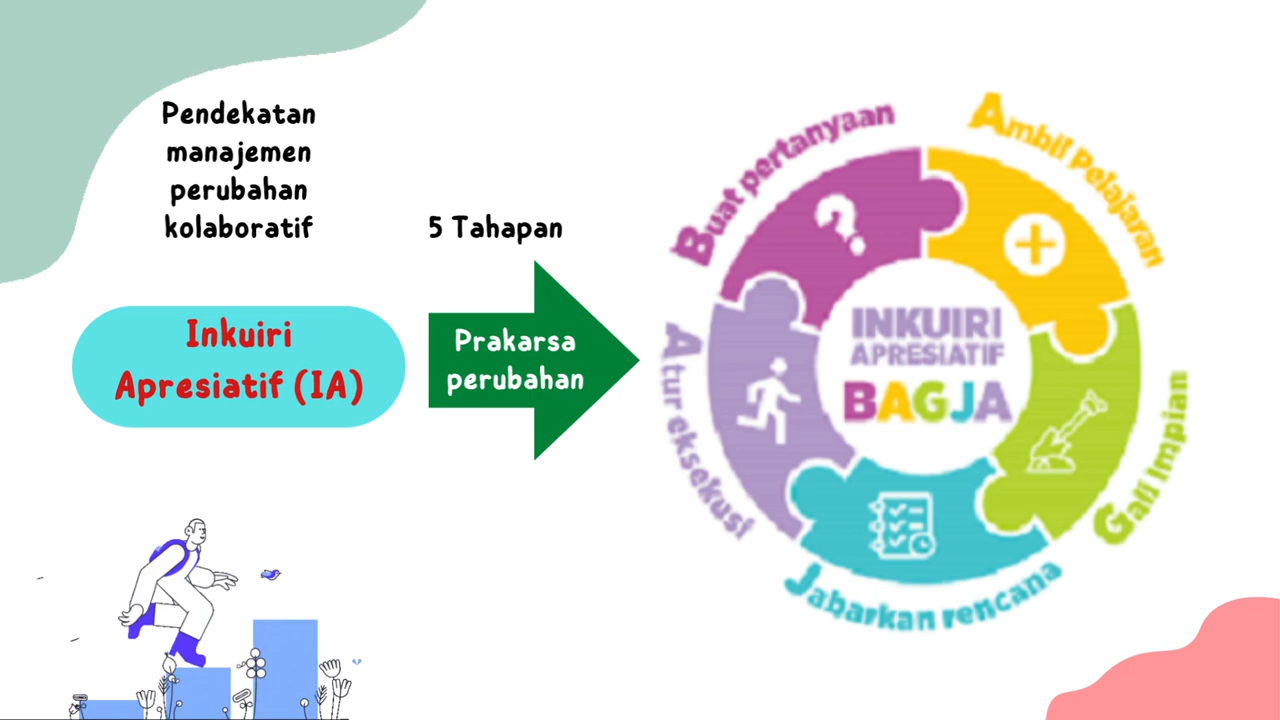 Pendekatan
manajemen
perubahan
kolaboratif
5 Tahapan
Inkuiri
Apresiatif (IA)
Prakarsa
perubahan
Buat pertanyaan
Ambil Pelajaran
Gali Impian
Jabarkan rencana
Atur eksekusi
INKUIRI
APRESIATIF
BAGJA